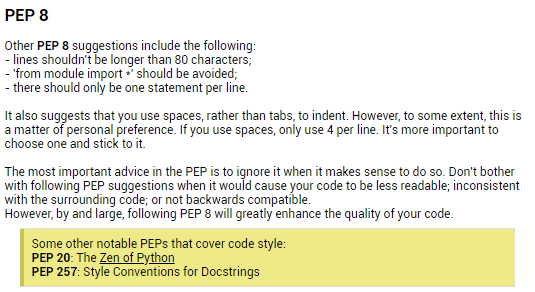 PEP 8
Other PEP 8 suggestions include the following:
- lines shouldn't be longer than 80 characters;
- 'from module import *' should be avoided;
- there should only be one statement per line.
It also suggests that you use spaces, rather than tabs, to indent. However, to some extent, this is
a matter of personal preference. If you use spaces, only use 4 per line. It's more important to
choose one and stick to it.
The most important advice in the PEP is to ignore it when it makes sense to do so. Don't bother
with following PEP suggestions when it would cause your code to be less readable; inconsistent
with the surrounding code; or not backwards compatible.
However, by and large, following PEP 8 will greatly enhance the quality of your code.
Some other notable PEPs that cover code style:
PEP 20: The Zen of Python
PEP 257: Style Conventions for Docstrings